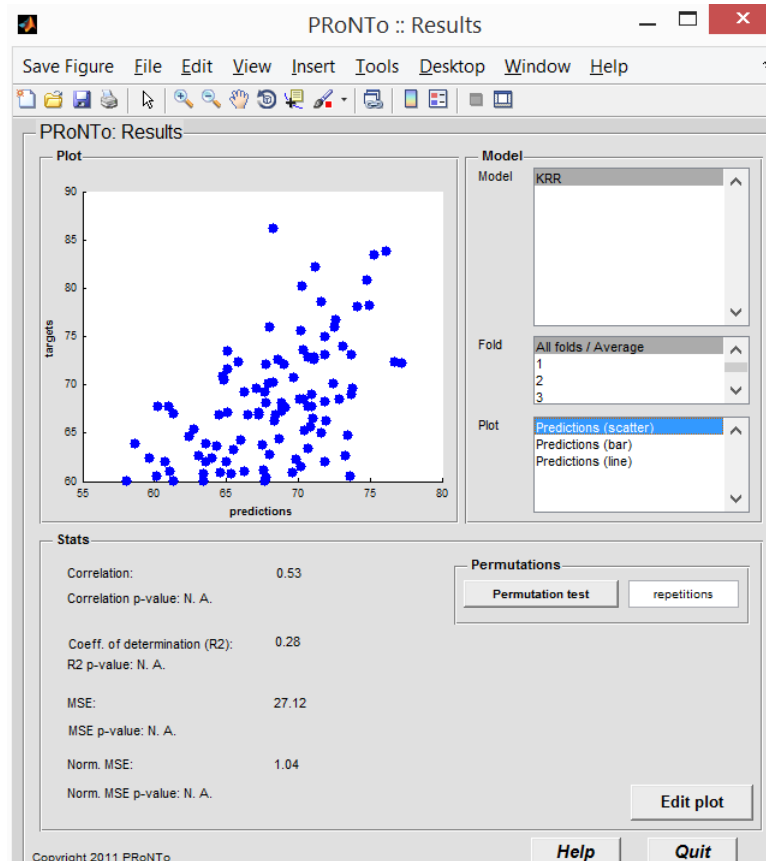 PRoNTo :: Results
Save Figure File Edit View Insert Tools Desktop Window Help
PRoNTo: Results
Plot
90
85
80
75
70
65
60
targets
55 60 65 70 75 80
predictions
Model
Model
KRR
Fold
All folds / Average
1
2
3
Plot
Predictions (scatter)
Predictions (bar)
Predictions (line)
Stats
Correlation: 0.53
Correlation p-value: N. A.
Coeff. of determination (R2): 0.28
R2 p-value: N. A.
MSE: 27.12
MSE p-value: N. A.
Norm. MSE: 1.04
Norm. MSE p-value: N. A.
Permutations
Permutation test repetitions
Edit plot
Help Quit
Copyright 2011 PRoNTo